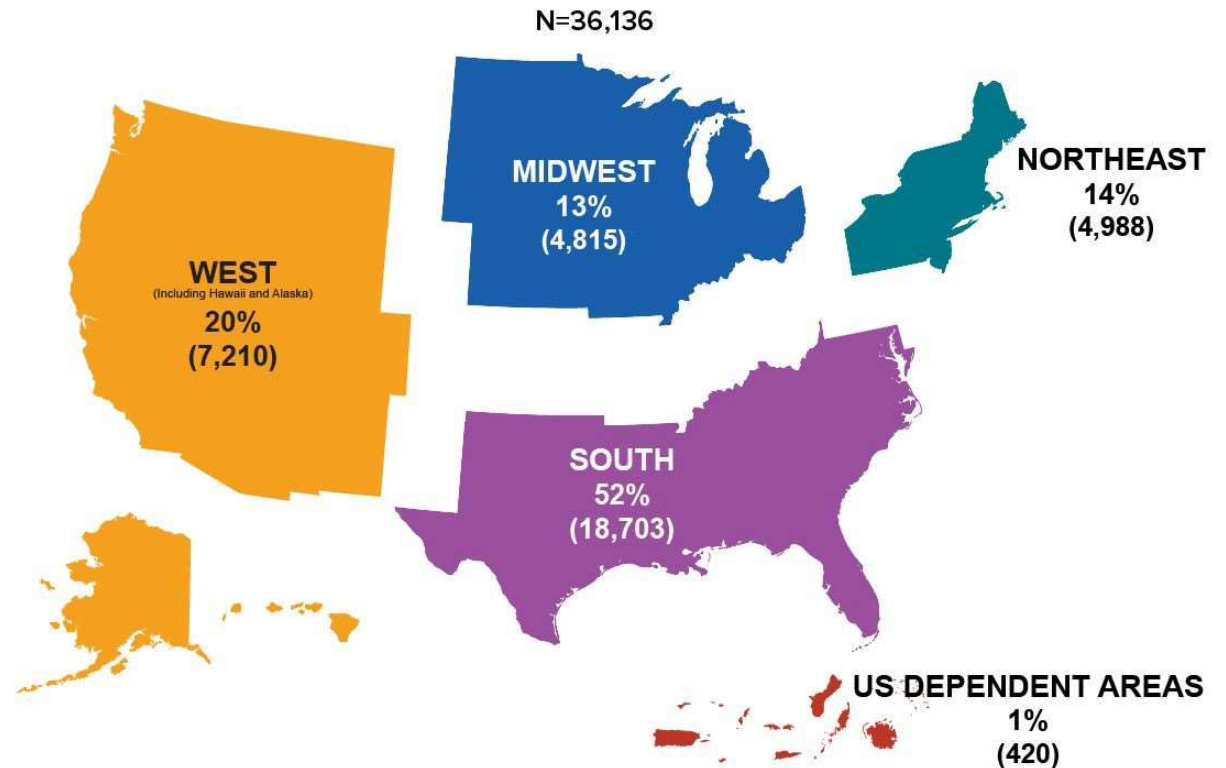 N=36,136
MIDWEST
13%
(4,815)
NORTHEAST
14%
(4,988)
WEST
(Including Hawaii and Alaska)
20%
(7,210)
SOUTH
52%
(18,703)
US DEPENDENT AREAS
1%
(420)